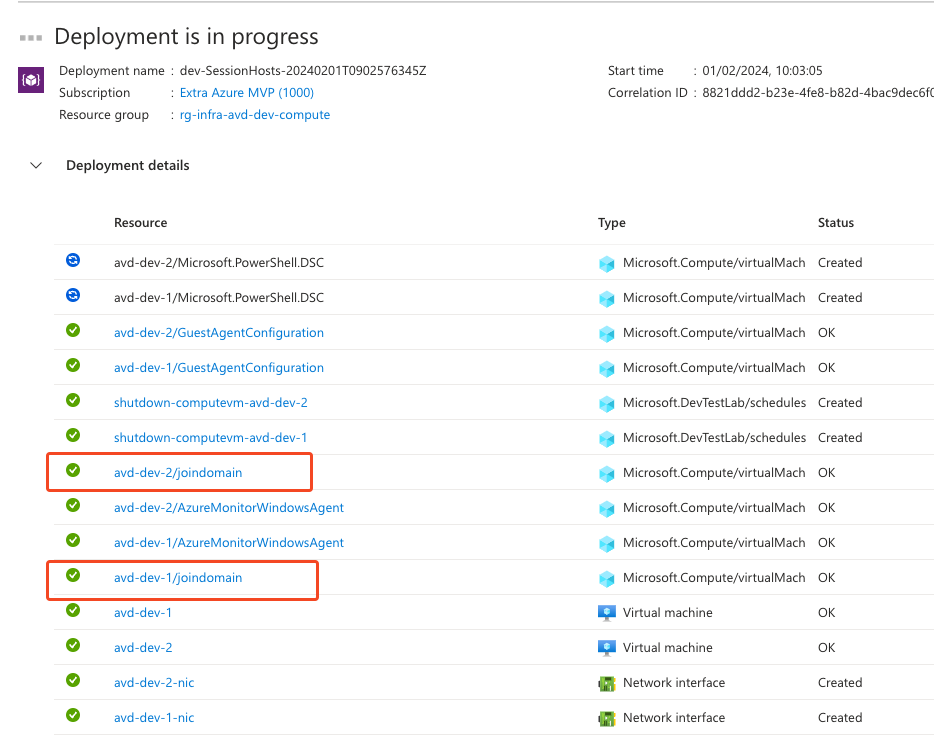 Deployment is in progress
Deployment name : dev-SessionHosts-20240201T0902576345Z Start time : 01/02/2024, 10:03:05
Subscription : Extra Azure MVP (1000) Correlation ID : 8821ddd2-b23e-4fe8-b82d-4bac9dec6f0
Resource group : rg-infra-avd-dev-compute
Deployment details
Resource Type Status
avd-dev-2/Microsoft.PowerShell.DSC Microsoft.Compute/virtualMach Created
avd-dev-1/Microsoft.PowerShell.DSC Microsoft.Compute/virtualMach Created
avd-dev-2/GuestAgentConfiguration Microsoft.Compute/virtualMach OK
avd-dev-1/GuestAgentConfiguration Microsoft.Compute/virtualMach OK
shutdown-computevm-avd-dev-2 Microsoft.DevTestLab/schedules Created
shutdown-computevm-avd-dev-1 Microsoft.DevTestLab/schedules Created
avd-dev-2/joindomain Microsoft.Compute/virtualMach OK
avd-dev-2/AzureMonitorWindowsAgent Microsoft.Compute/virtualMach OK
avd-dev-1/AzureMonitorWindowsAgent Microsoft.Compute/virtualMach OK
avd-dev-1/joindomain Microsoft.Compute/virtualMach OK
avd-dev-1 Virtual machine OK
avd-dev-2 Virtual machine OK
avd-dev-2-nic Network interface Created
avd-dev-1-nic Network interface Created